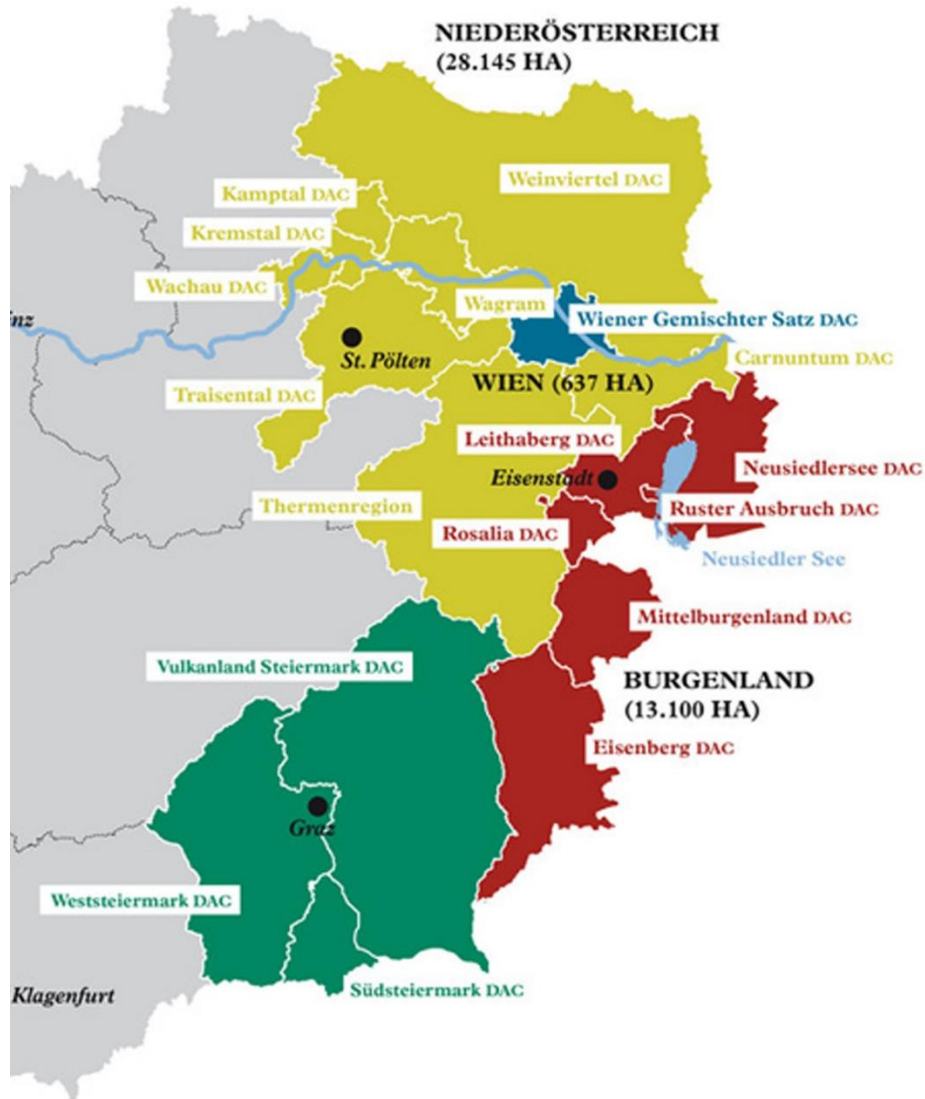 NIEDERÖSTERREICH
(28.145 HA)
Weinviertel DAC
Kamptal DAC
Kremstal DAC
Wachau DAC
Wagram
inz
Wiener Gemischter Satz DAC
St. Pölten
Carnuntum DAC
WIEN (637 HA)
Traisental DAC
Leithaberg DAC
Neusiedlersee DAC
Eisenstadt
Thermenregion
Ruster Ausbruch DAC
Rosalia DAC
Neusiedler See
Mittelburgenland DAC
Vulkanland Steiermark DAC
BURGENLAND
(13.100 HA)
Eisenberg DAC
Graz
Weststeiermark DAC
Südsteiermark DAC
Klagenfurt